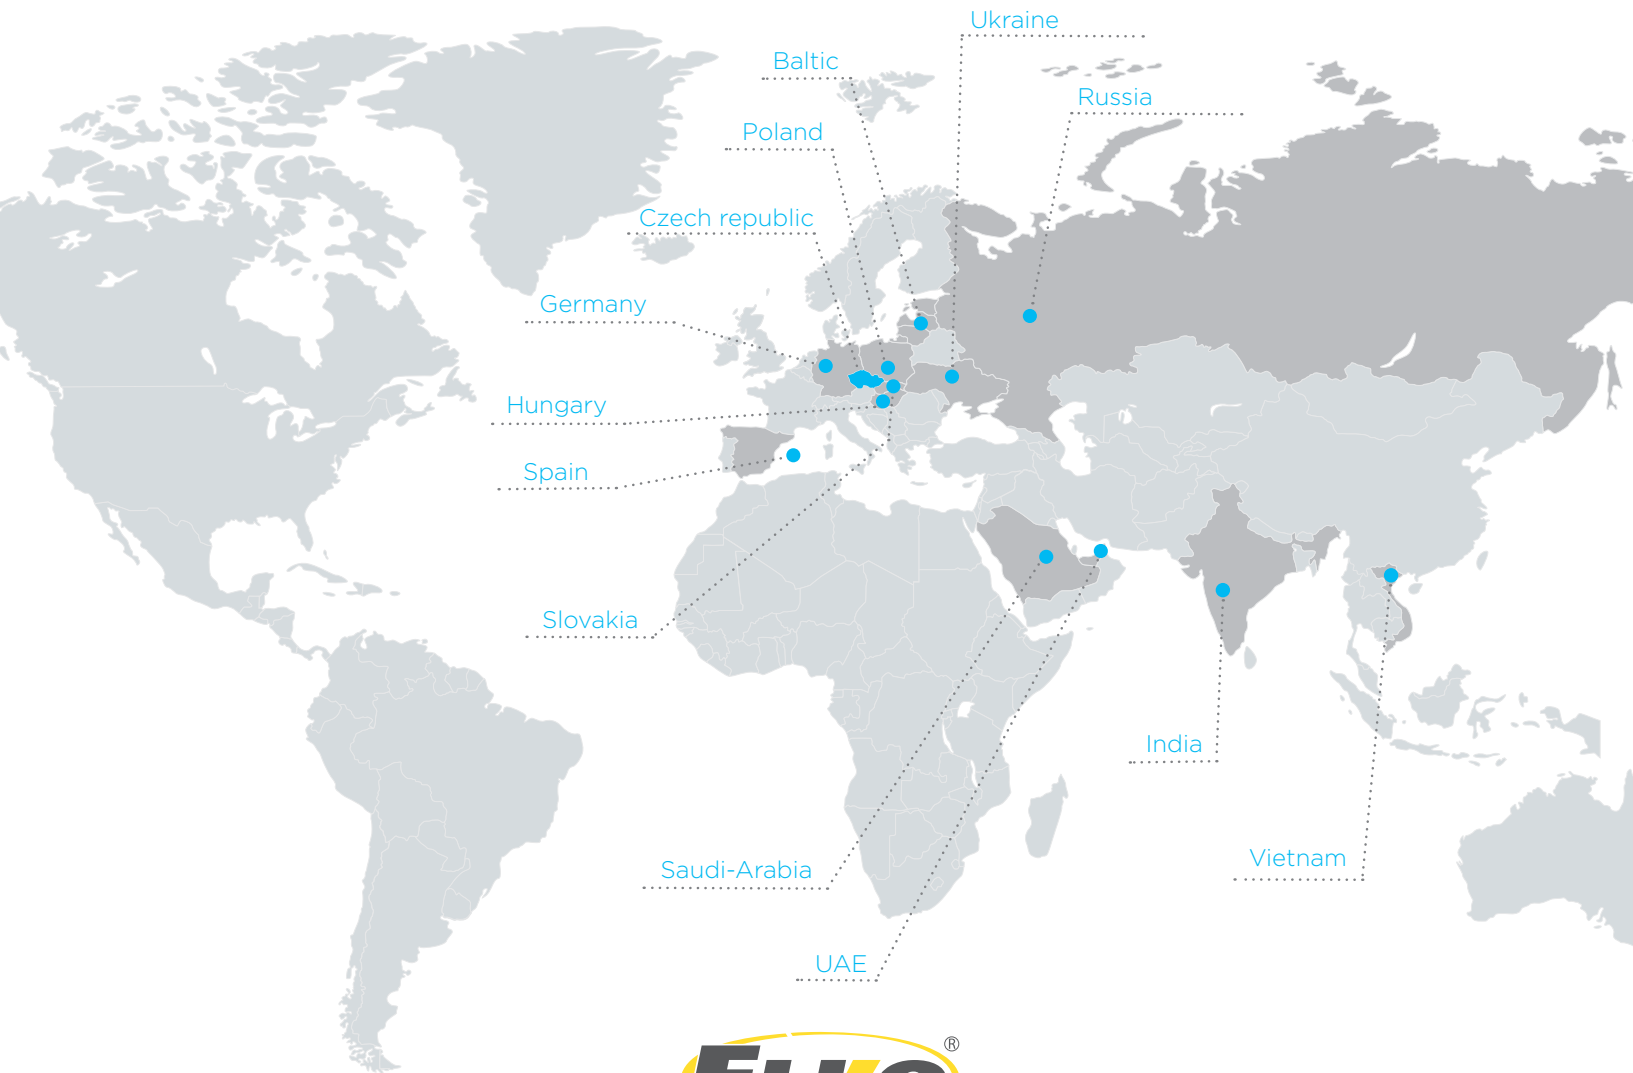 Ukraine
Baltic
Russia
Poland
Czech republic
Germany
Hungary
Spain
Slovakia
India
Vietnam
Saudi-Arabia
UAE
®